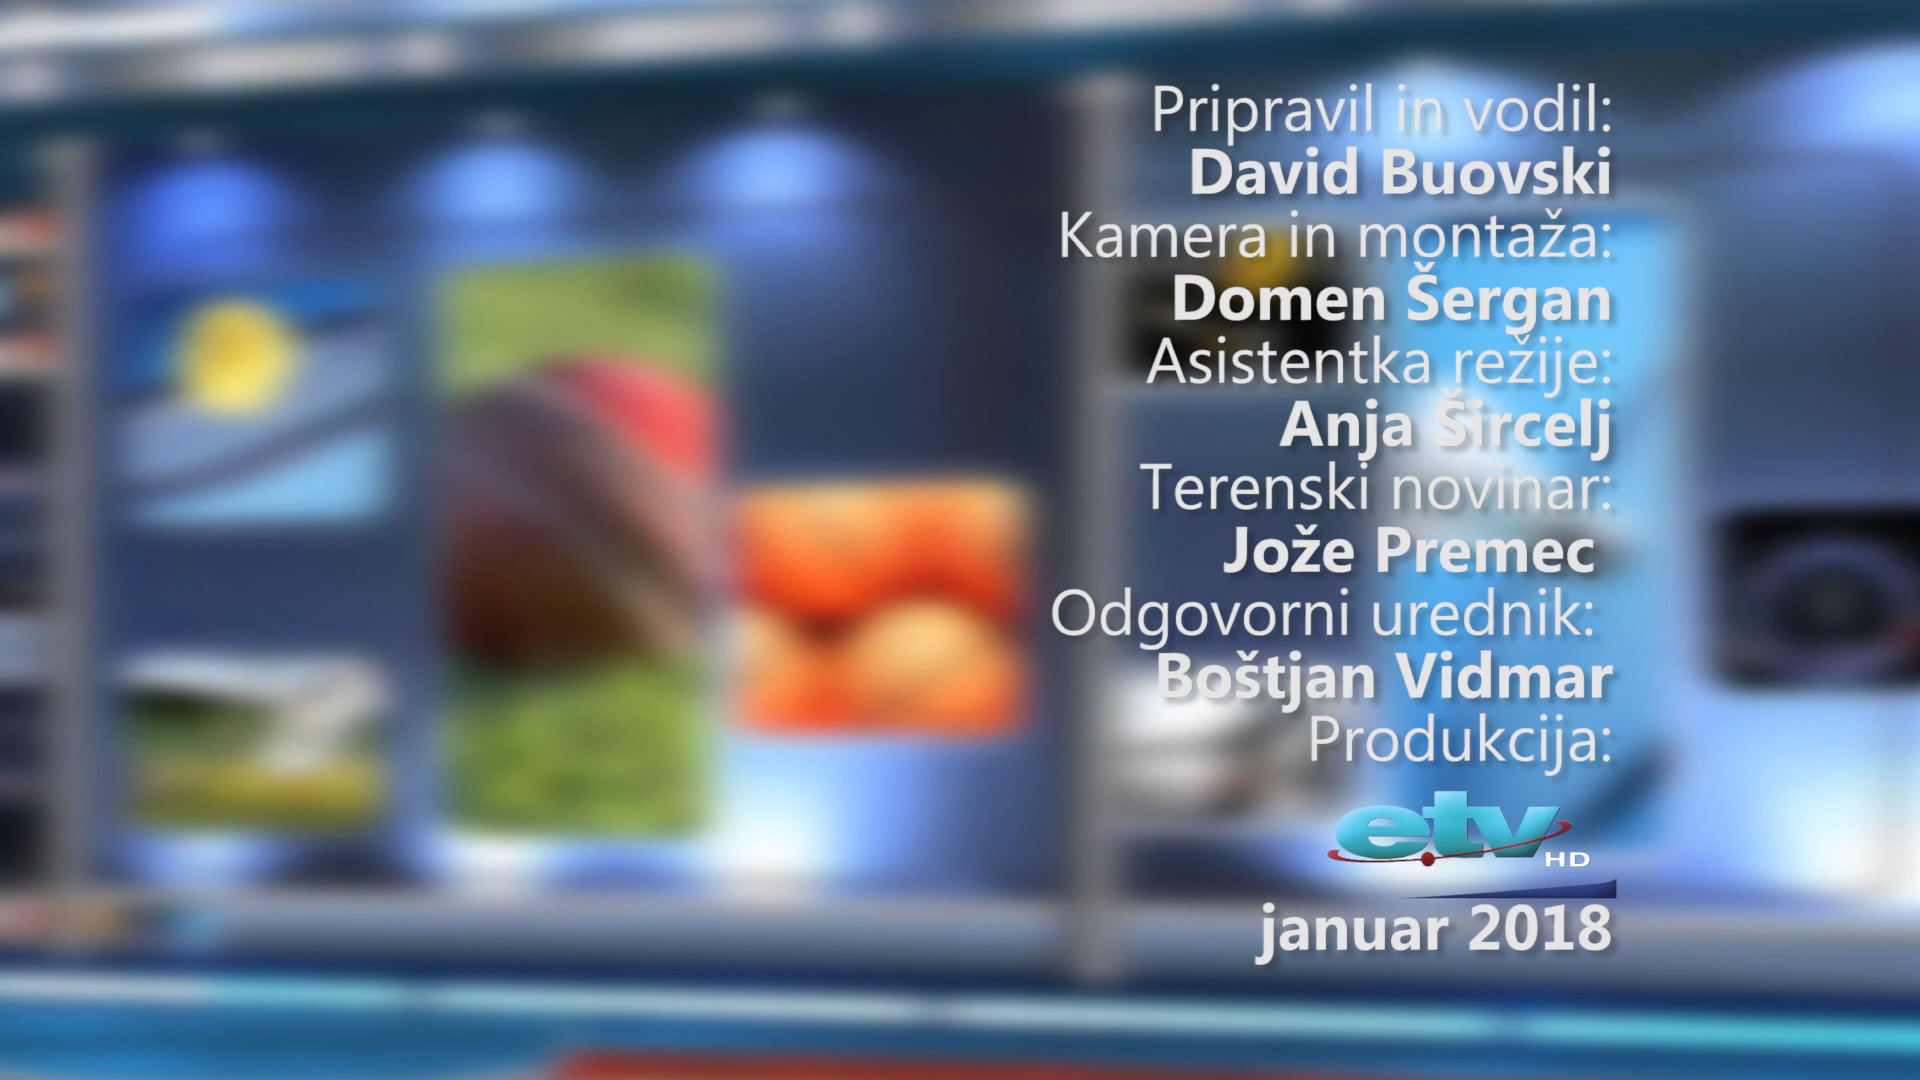 Pripravil in vodil:
David Buovski
Kamera in montaža:
Domen Šergan
Asistentka režije:
Anja Šircelj
Terenski novinar:
Jože Premec
Odgovorni urednik:
Boštjan Vidmar
Produkcija:
etv HD
januar 2018